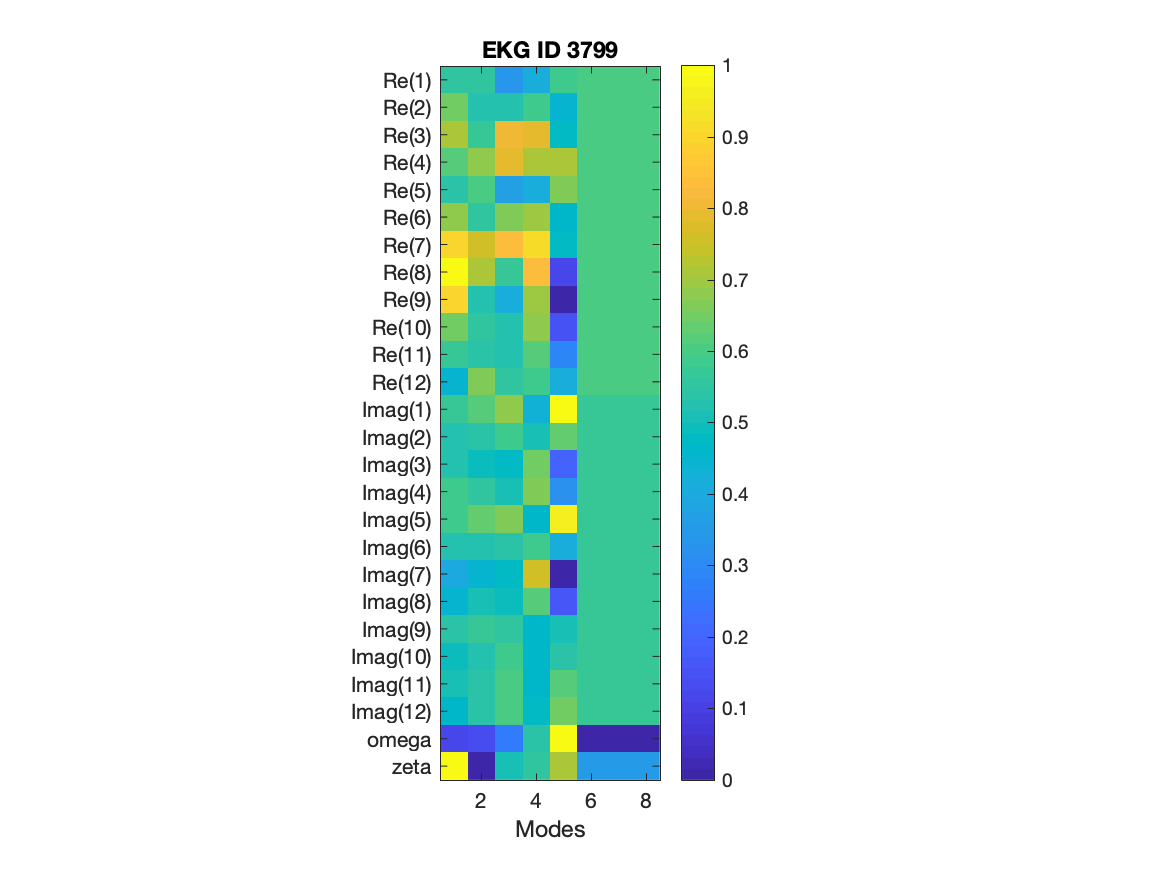 EKG ID 3799
Re(1)
Re(2)
Re(3)
Re(4)
Re(5)
Re(6)
Re(7)
Re(8)
Re(9)
Re(10)
Re(11)
Re(12)
Imag(1)
Imag(2)
Imag(3)
Imag(4)
Imag(5)
Imag(6)
Imag(7)
Imag(8)
Imag(9)
Imag(10)
Imag(11)
Imag(12)
omega
zeta
2 4 6 8
Modes
1
0.9
0.8
0.7
0.6
0.5
0.4
0.3
0.2
0.1
0